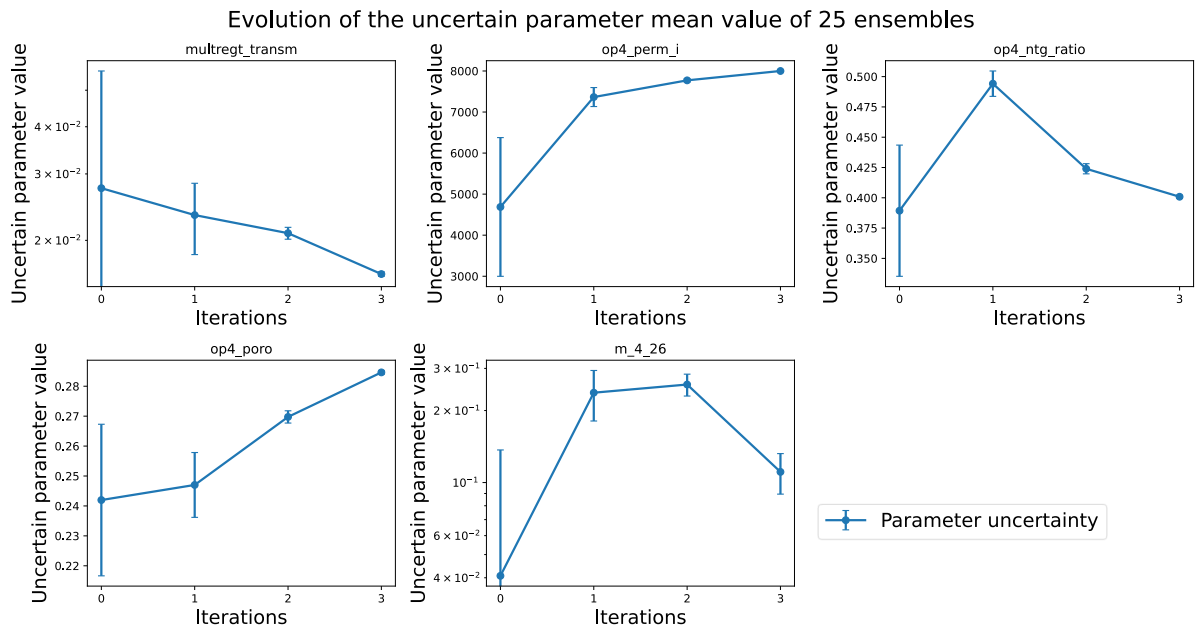 Evolution of the uncertain parameter mean value of 25 ensembles
multregt_transm
Uncertain parameter value
4 × 10⁻²
3 × 10⁻²
2 × 10⁻²
0 1 2 3
Iterations
op4_perm_i
Uncertain parameter value
8000
7000
6000
5000
4000
3000
0 1 2 3
Iterations
op4_ntg_ratio
Uncertain parameter value
0.500
0.475
0.450
0.425
0.400
0.375
0.350
0 1 2 3
Iterations
op4_poro
Uncertain parameter value
0.28
0.27
0.26
0.25
0.24
0.23
0.22
0 1 2 3
Iterations
m_4_26
Uncertain parameter value
3 × 10⁻¹
2 × 10⁻¹
10⁻¹
6 × 10⁻²
4 × 10⁻²
0 1 2 3
Iterations
Parameter uncertainty